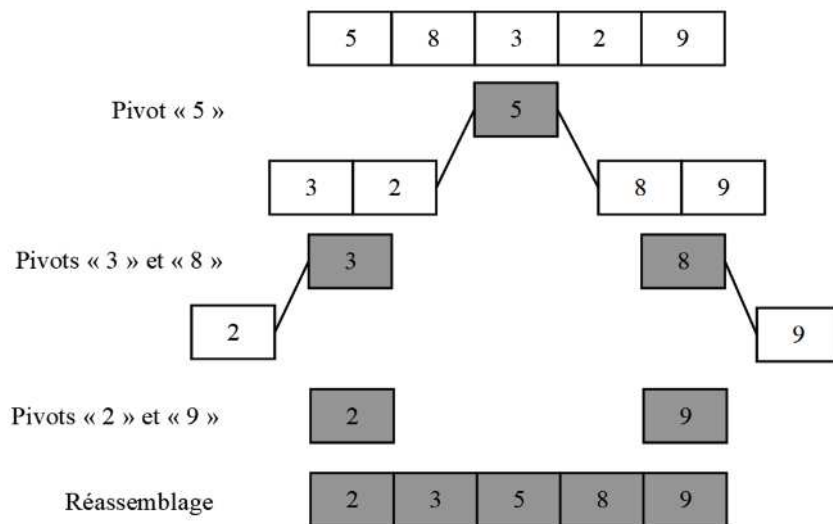 5 8 3 2 9
Pivot « 5 » 5
3 2 8 9
Pivots « 3 » et « 8 » 3 8
2 9
Pivots « 2 » et « 9 » 2 9
Réassemblage 2 3 5 8 9